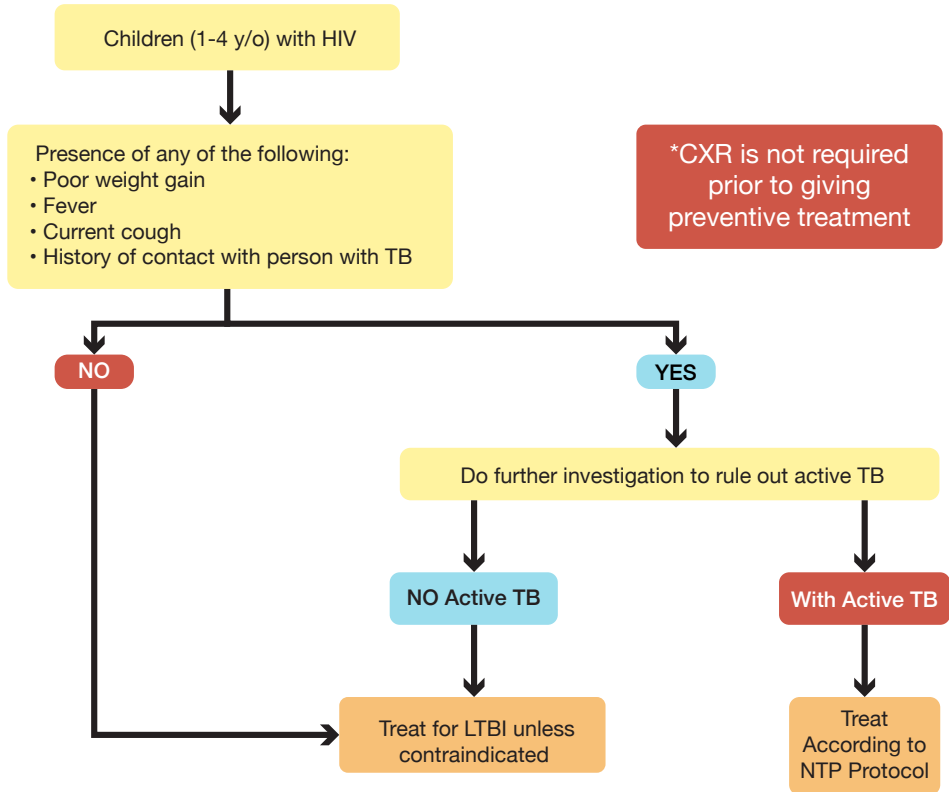 Children (1-4 y/o) with HIV
Presence of any of the following:
• Poor weight gain
• Fever
• Current cough
• History of contact with person with TB
*CXR is not required
prior to giving
preventive treatment
NO
YES
Do further investigation to rule out active TB
NO Active TB
With Active TB
Treat for LTBI unless
contraindicated
Treat
According to
NTP Protocol